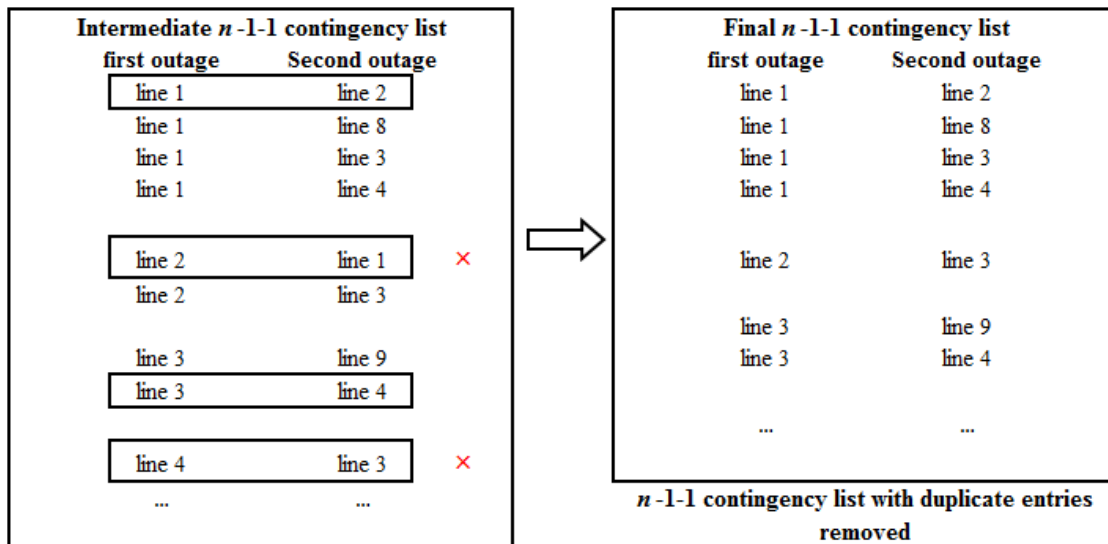 Intermediate n -1-1 contingency list
first outage Second outage
line 1 line 2
line 1 line 8
line 1 line 3
line 1 line 4
line 2 line 1 ×
line 2 line 3
line 3 line 9
line 3 line 4
line 4 line 3 ×
... ...
Final n -1-1 contingency list
first outage Second outage
line 1 line 2
line 1 line 8
line 1 line 3
line 1 line 4
line 2 line 3
line 3 line 9
line 3 line 4
... ...
n -1-1 contingency list with duplicate entries
removed